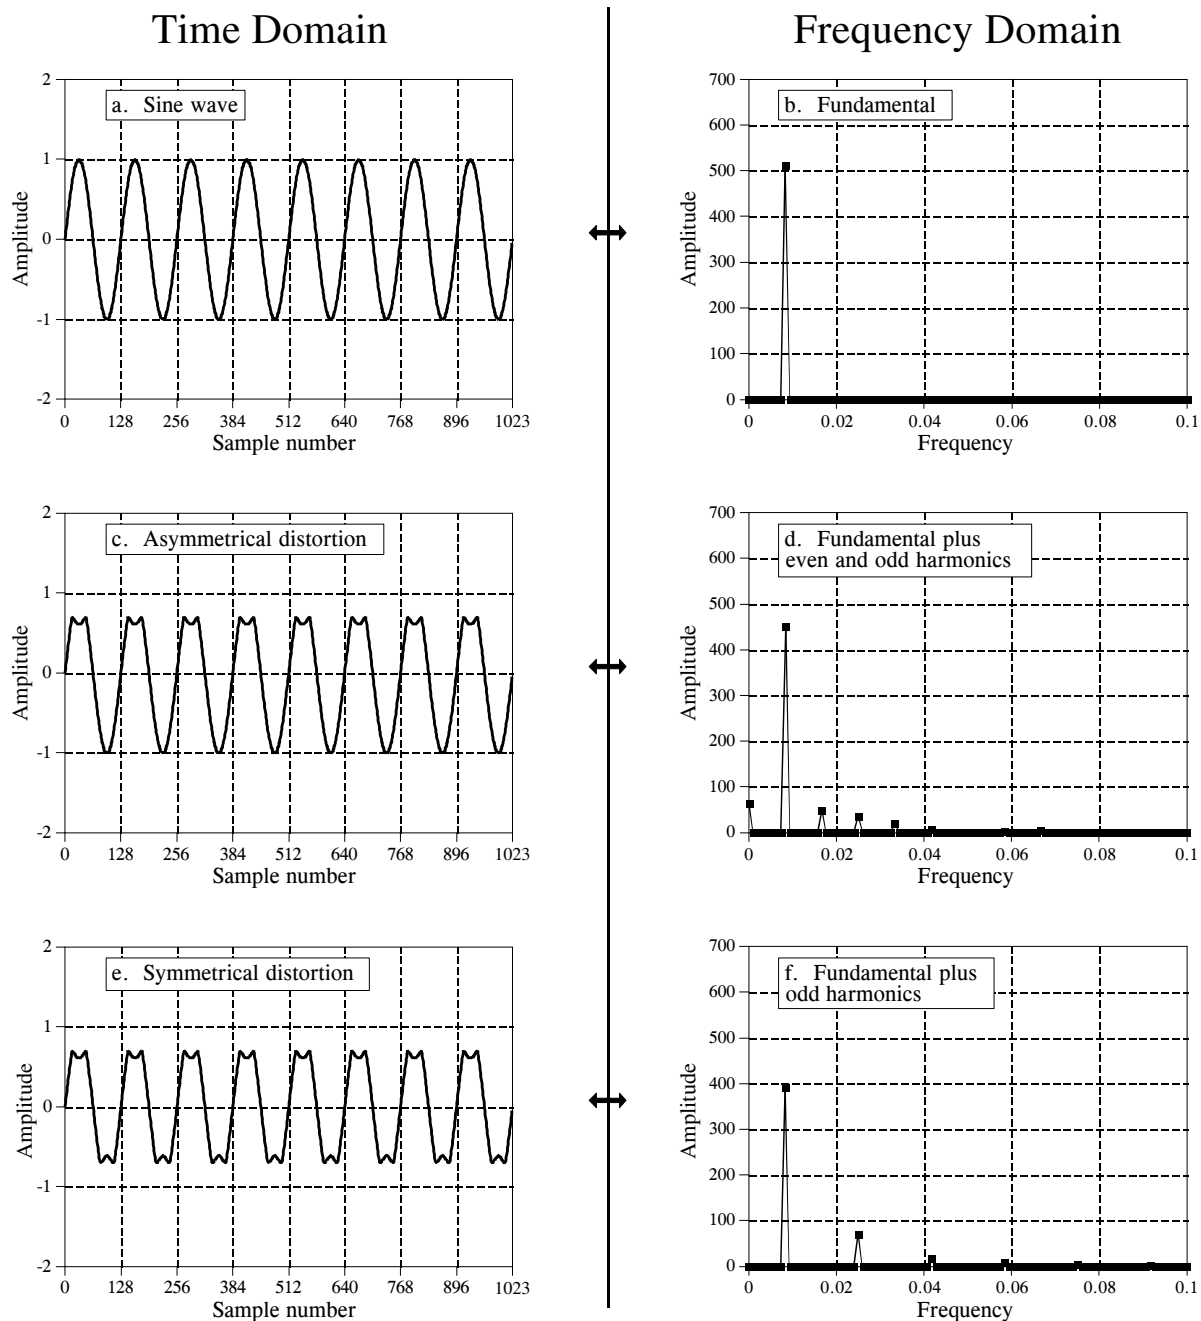 Time Domain
Frequency Domain
a. Sine wave
2
1
0
-1
-2
Amplitude
0 128 256 384 512 640 768 896 1023
Sample number
b. Fundamental
700
600
500
400
300
200
100
0
Amplitude
0 0.02 0.04 0.06 0.08 0.1
Frequency
c. Asymmetrical distortion
2
1
0
-1
-2
Amplitude
0 128 256 384 512 640 768 896 1023
Sample number
d. Fundamental plus
even and odd harmonics
700
600
500
400
300
200
100
0
Amplitude
0 0.02 0.04 0.06 0.08 0.1
Frequency
e. Symmetrical distortion
2
1
0
-1
-2
Amplitude
0 128 256 384 512 640 768 896 1023
Sample number
f. Fundamental plus
odd harmonics
700
600
500
400
300
200
100
0
Amplitude
0 0.02 0.04 0.06 0.08 0.1
Frequency